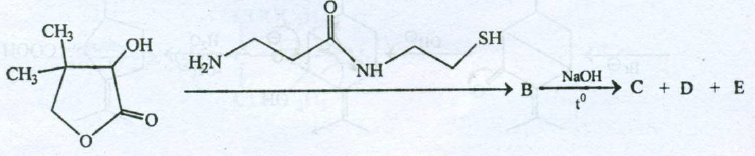 CH₃
OH
CH₃
O
O
H₂N
O
NH
SH
B NaOH t⁰ C + D + E